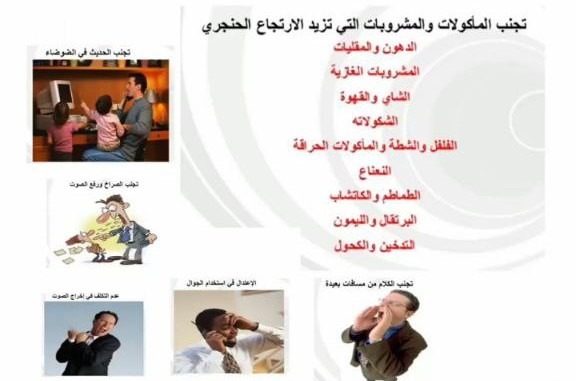 تجنب المأكولات والمشروبات التي تزيد الارتجاع الحنجري
الدهون والمقليات
المشروبات الغازية
الشاي والقهوة
الشكولاته
الفلفل والشطة والمأكولات الحراقة
النعناع
الطماطم والكاتشاب
البرتقال والليمون
التدخين والكحول
تجنب الحديث في الضوضاء
تجنب الصراخ ورفع الصوت
عدم التكلف في إخراج الصوت
الإعتدال في استخدام الجوال
تجنب الكلام من مسافات بعيدة